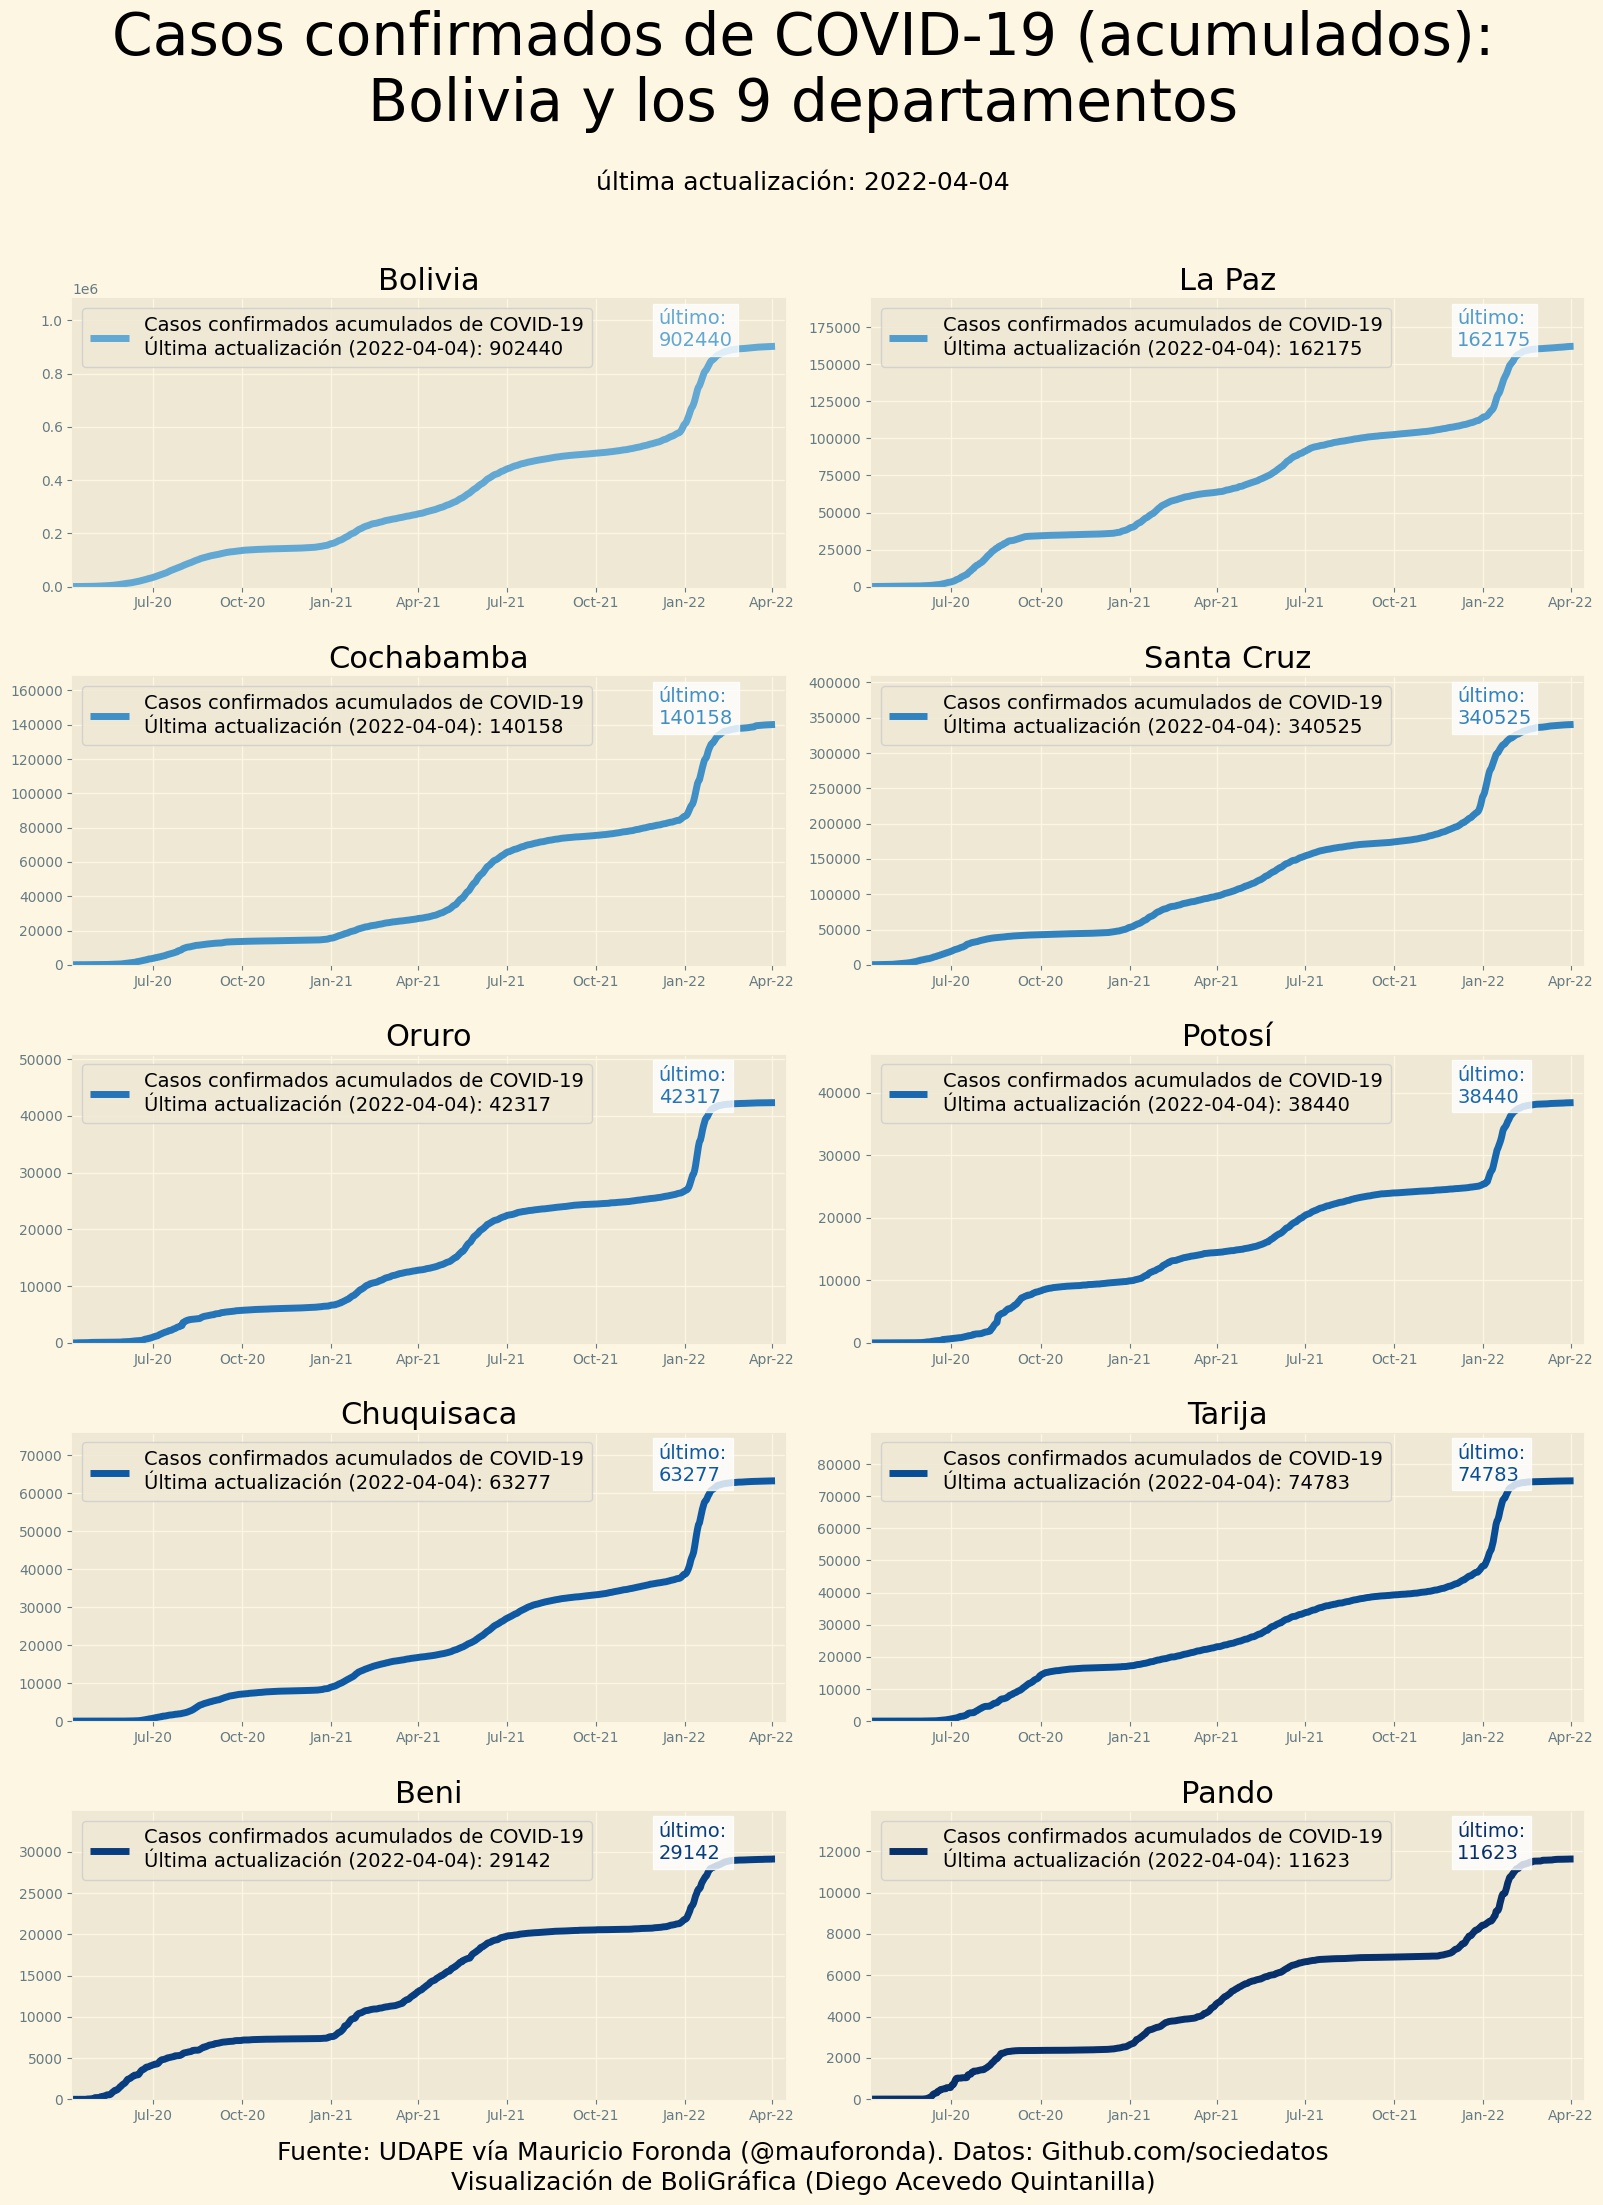 Casos confirmados de COVID-19 (acumulados):
Bolivia y los 9 departamentos
última actualización: 2022-04-04
Bolivia
1e6
Casos confirmados acumulados de COVID-19
Última actualización (2022-04-04): 902440
último:
902440
1.0
0.8
0.6
0.4
0.2
0.0
Jul-20 Oct-20 Jan-21 Apr-21 Jul-21 Oct-21 Jan-22 Apr-22
La Paz
Casos confirmados acumulados de COVID-19
Última actualización (2022-04-04): 162175
último:
162175
175000
150000
125000
100000
75000
50000
25000
0
Jul-20 Oct-20 Jan-21 Apr-21 Jul-21 Oct-21 Jan-22 Apr-22
Cochabamba
Casos confirmados acumulados de COVID-19
Última actualización (2022-04-04): 140158
último:
140158
160000
140000
120000
100000
80000
60000
40000
20000
0
Jul-20 Oct-20 Jan-21 Apr-21 Jul-21 Oct-21 Jan-22 Apr-22
Santa Cruz
Casos confirmados acumulados de COVID-19
Última actualización (2022-04-04): 340525
último:
340525
400000
350000
300000
250000
200000
150000
100000
50000
0
Jul-20 Oct-20 Jan-21 Apr-21 Jul-21 Oct-21 Jan-22 Apr-22
Oruro
Casos confirmados acumulados de COVID-19
Última actualización (2022-04-04): 42317
último:
42317
50000
40000
30000
20000
10000
0
Jul-20 Oct-20 Jan-21 Apr-21 Jul-21 Oct-21 Jan-22 Apr-22
Potosí
Casos confirmados acumulados de COVID-19
Última actualización (2022-04-04): 38440
último:
38440
40000
30000
20000
10000
0
Jul-20 Oct-20 Jan-21 Apr-21 Jul-21 Oct-21 Jan-22 Apr-22
Chuquisaca
Casos confirmados acumulados de COVID-19
Última actualización (2022-04-04): 63277
último:
63277
70000
60000
50000
40000
30000
20000
10000
0
Jul-20 Oct-20 Jan-21 Apr-21 Jul-21 Oct-21 Jan-22 Apr-22
Tarija
Casos confirmados acumulados de COVID-19
Última actualización (2022-04-04): 74783
último:
74783
80000
70000
60000
50000
40000
30000
20000
10000
0
Jul-20 Oct-20 Jan-21 Apr-21 Jul-21 Oct-21 Jan-22 Apr-22
Beni
Casos confirmados acumulados de COVID-19
Última actualización (2022-04-04): 29142
último:
29142
30000
25000
20000
15000
10000
5000
0
Jul-20 Oct-20 Jan-21 Apr-21 Jul-21 Oct-21 Jan-22 Apr-22
Pando
Casos confirmados acumulados de COVID-19
Última actualización (2022-04-04): 11623
último:
11623
12000
10000
8000
6000
4000
2000
0
Jul-20 Oct-20 Jan-21 Apr-21 Jul-21 Oct-21 Jan-22 Apr-22
Fuente: UDAPE vía Mauricio Foronda (@mauforonda). Datos: Github.com/sociedatos
Visualización de BoliGráfica (Diego Acevedo Quintanilla)